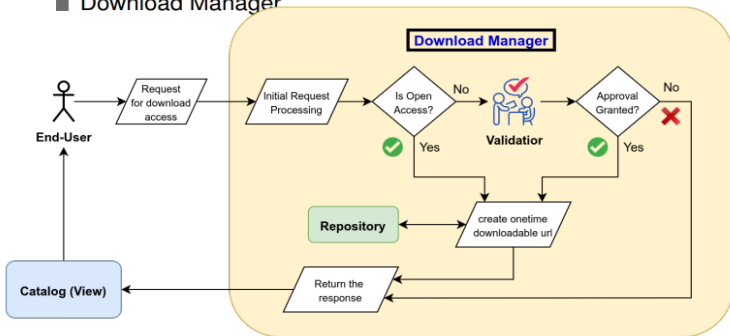 Download Manager
Download Manager
Request
for download
access
Initial Request
Processing
Is Open
Access?
No
Approval
Granted?
No
End-User
Yes
Validatior
Yes
Repository
create onetime
downloadable url
Catalog (View)
Return the
response